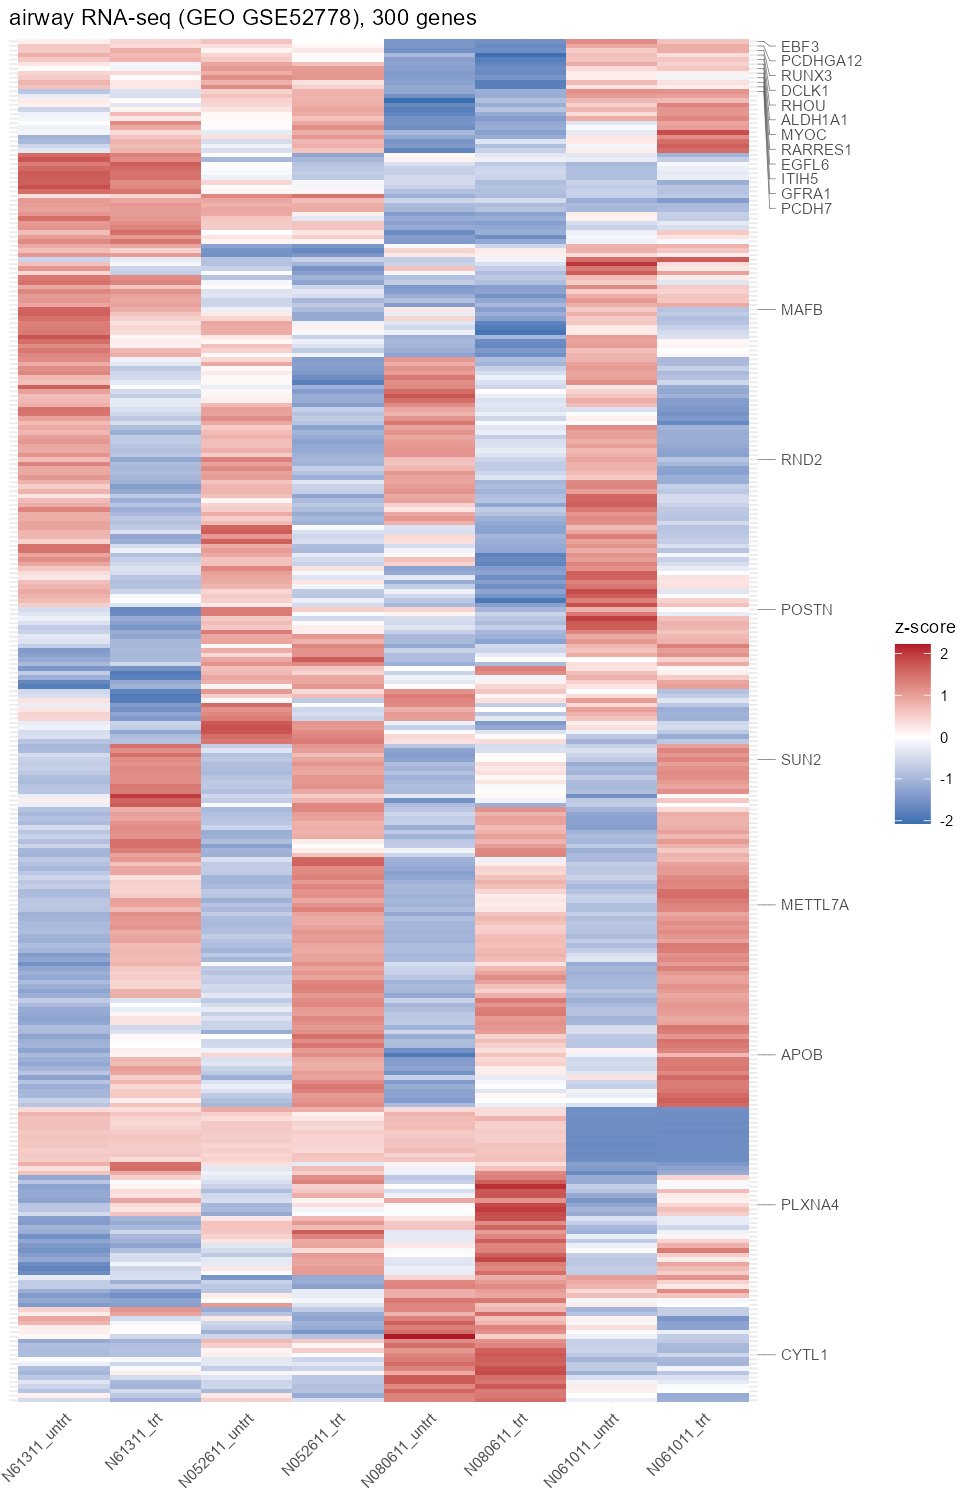 airway RNA-seq (GEO GSE52778), 300 genes
EBF3
PCDHGA12
RUNX3
DCLK1
RHOU
ALDH1A1
MYOC
RARRES1
EGFL6
ITIH5
GFRA1
PCDH7
MAFB
RND2
POSTN
SUN2
METTL7A
APOB
PLXNA4
CYTL1
z-score
2
1
0
-1
-2
N61311_untrt
N61311_trt
N052611_untrt
N052611_trt
N080611_untrt
N080611_trt
N061011_untrt
N061011_trt